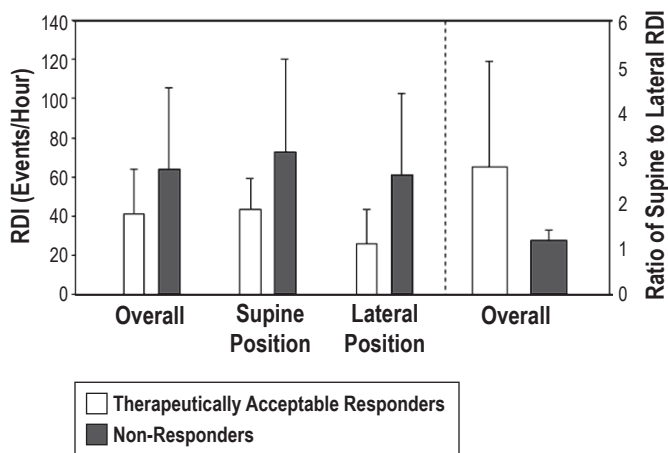 140
120
100
80
60
40
20
0
RDI (Events/Hour)
6
5
4
3
2
1
0
Ratio of Supine to Lateral RDI
Overall
Supine
Position
Lateral
Position
Overall
Therapeutically Acceptable Responders
Non-Responders